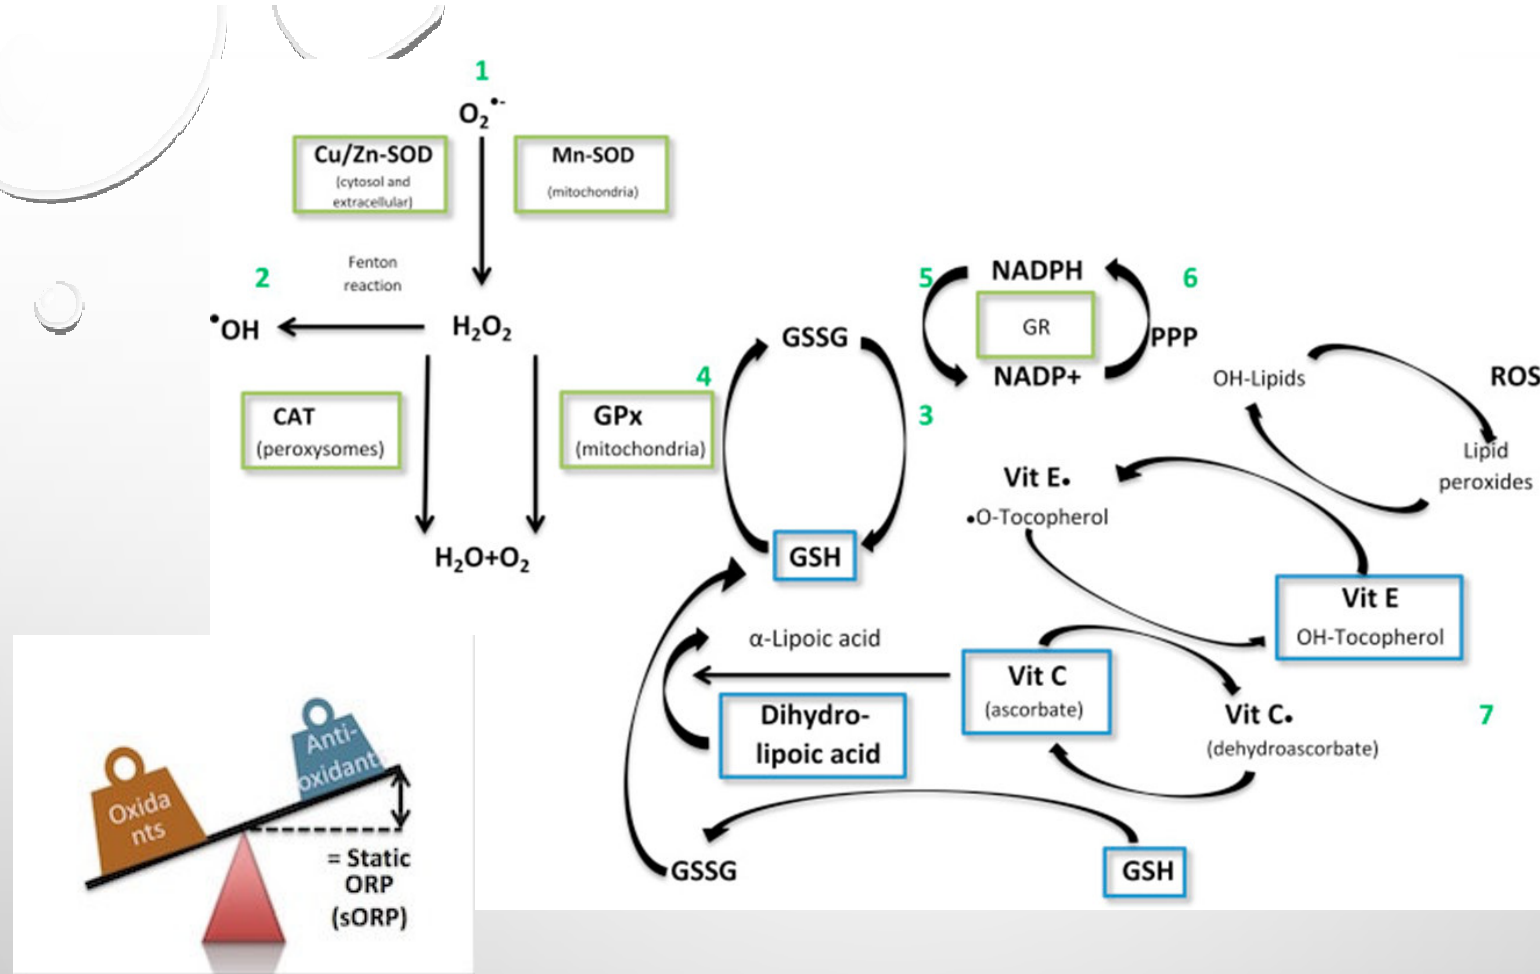 1
O₂•-
Cu/Zn-SOD
(cytosol and
extracellular)
Mn-SOD
(mitochondria)
2
Fenton
reaction
•OH
H₂O₂
CAT
(peroxysomes)
GPx
(mitochondria)
H₂O+O₂
4
GSSG
3
GSH
5
NADPH
6
GR
PPP
NADP+
OH-Lipids
ROS
Lipid
peroxides
Vit E•
•O-Tocopherol
Vit E
OH-Tocopherol
α-Lipoic acid
Dihydro-
lipoic acid
Vit C
(ascorbate)
Vit C•
(dehydroascorbate)
7
GSSG
GSH
Oxida
nts
Anti-
oxidants
= Static
ORP
(sORP)